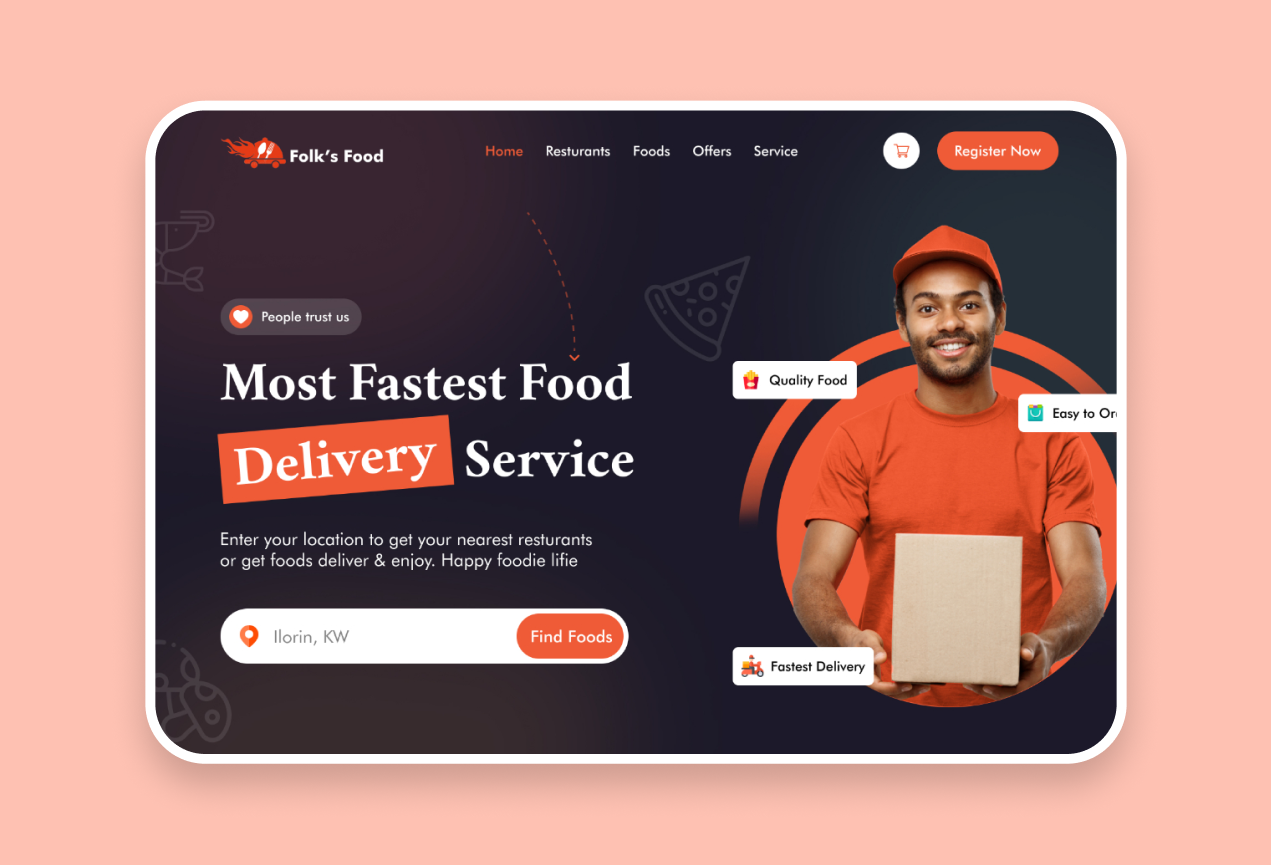 Folk's Food
Home Resturants Foods Offers Service
Register Now
People trust us
Most Fastest Food
Delivery Service
Quality Food
Easy to
Enter your location to get your nearest resturants
or get foods deliver & enjoy. Happy foodie lifie
Ilorin, KW
Find Foods
Fastest Delivery